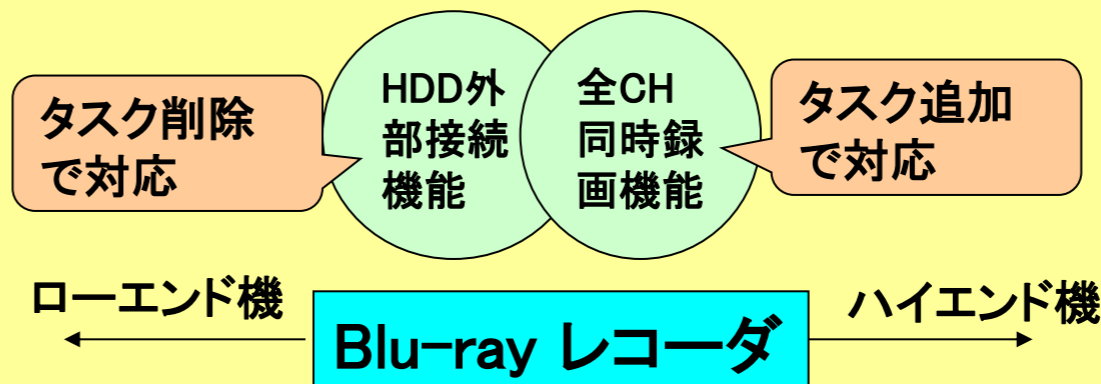 タスク削除
で対応
HDD外
部接続
機能
全CH
同時録
画機能
タスク追加
で対応
ローエンド機
ハイエンド機
Blu-ray レコーダ